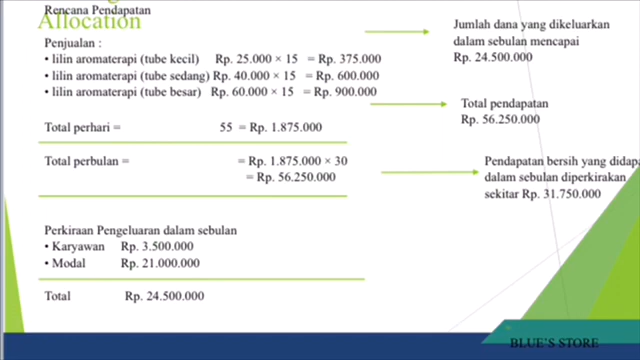 Rencana Pendapatan
Allocation
Penjualan :
• lilin aromaterapi (tube kecil) Rp. 25.000 × 15 = Rp. 375.000
• lilin aromaterapi (tube sedang) Rp. 40.000 × 15 = Rp. 600.000
• lilin aromaterapi (tube besar) Rp. 60.000 × 15 = Rp. 900.000
Total perhari = 55 = Rp. 1.875.000
Total perbulan = = Rp. 1.875.000 × 30
= Rp. 56.250.000
Perkiraan Pengeluaran dalam sebulan
• Karyawan Rp. 3.500.000
• Modal Rp. 21.000.000
Total Rp. 24.500.000
Jumlah dana yang dikeluarkan
dalam sebulan mencapai
Rp. 24.500.000
Total pendapatan
Rp. 56.250.000
Pendapatan bersih yang didapa
dalam sebulan diperkirakan
sekitar Rp. 31.750.000
BLUE'S STORE